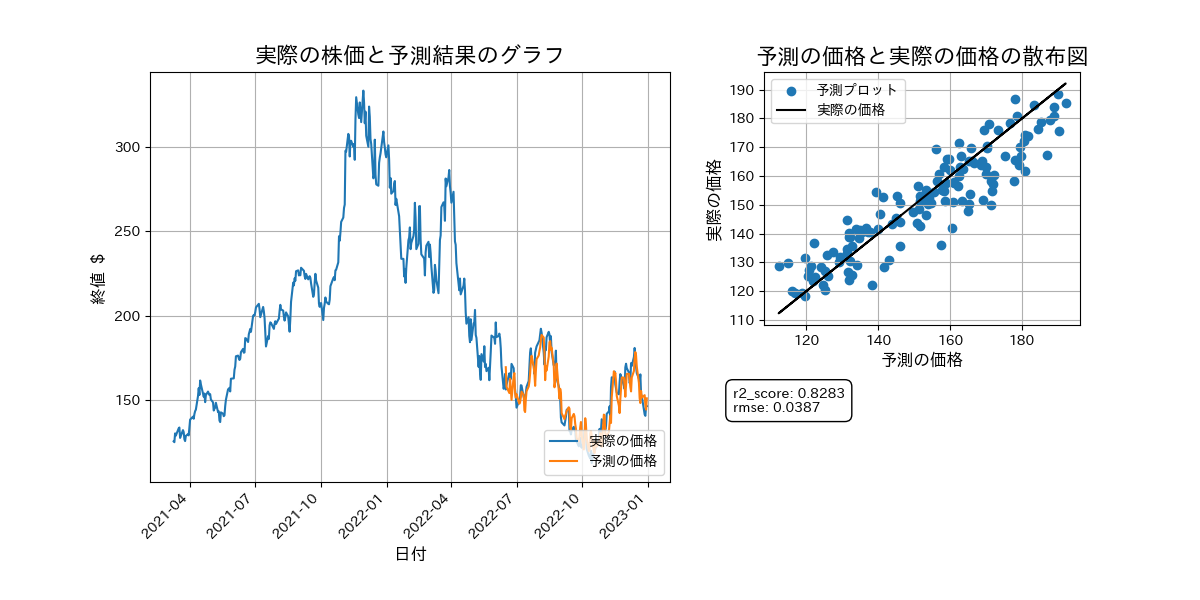 実際の株価と予測結果のグラフ
300
250
200
150
終値 $
2021-04
2021-07
2021-10
2022-01
2022-04
2022-07
2022-10
2023-01
日付
実際の価格
予測の価格
予測の価格と実際の価格の散布図
190
180
170
160
150
140
130
120
110
実際の価格
予測プロット
実際の価格
120
140
160
180
予測の価格
r2_score: 0.8283
rmse: 0.0387